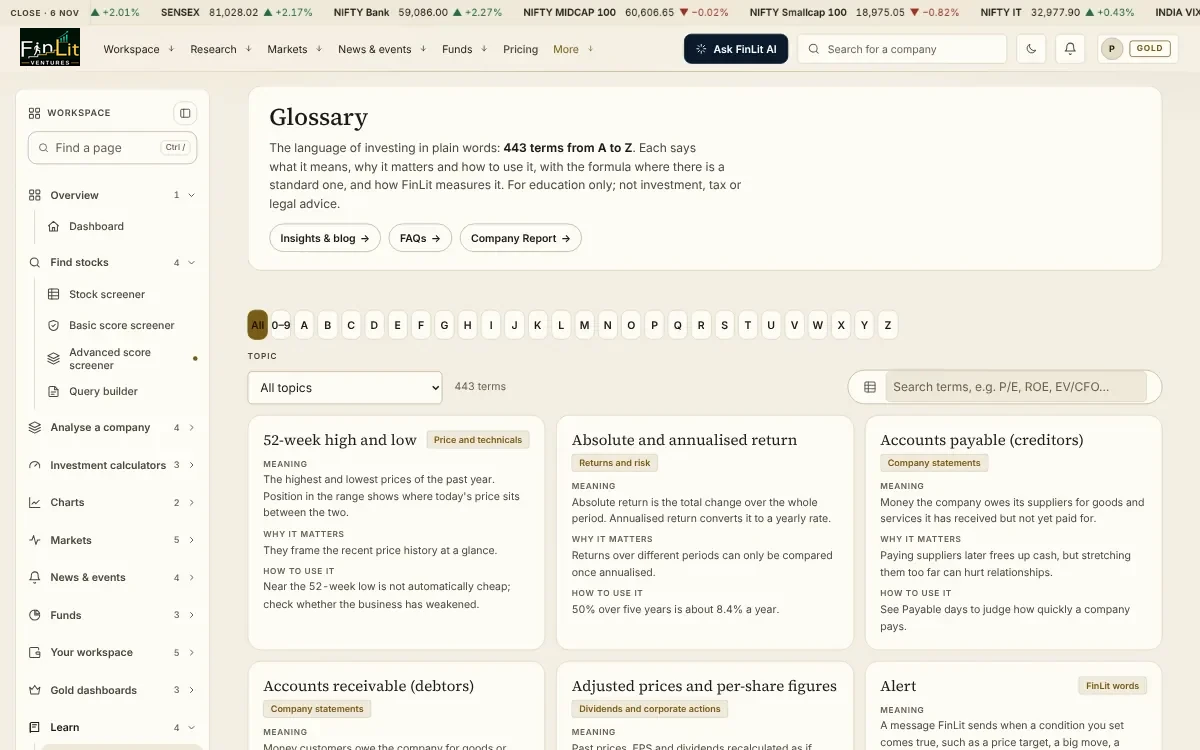 CLOSE · 6 NOV ▲ +2.01% SENSEX 81,028.02 ▲ +2.17% NIFTY Bank 59,086.00 ▲ +2.27% NIFTY MIDCAP 100 60,606.65 ▼ −0.02% NIFTY Smallcap 100 18,975.05 ▼ −0.82% NIFTY IT 32,977.90 ▲ +0.43% INDIA VIX
FinLit
VENTURES
Workspace Research Markets News & events Funds Pricing More Ask FinLit AI Search for a company P GOLD
WORKSPACE
Find a page Ctrl /
Overview 1
Dashboard
Find stocks 4
Stock screener
Basic score screener
Advanced score
screener
Query builder
Analyse a company 4
Investment calculators 3
Charts 2
Markets 5
News & events 4
Funds 3
Your workspace 5
Gold dashboards 3
Learn 4
Glossary
The language of investing in plain words: 443 terms from A to Z. Each says
what it means, why it matters and how to use it, with the formula where there is a
standard one, and how FinLit measures it. For education only; not investment, tax or
legal advice.
Insights & blog → FAQs → Company Report →
All 0–9 A B C D E F G H I J K L M N O P Q R S T U V W X Y Z
TOPIC
All topics 443 terms Search terms, e.g. P/E, ROE, EV/CFO...
52-week high and low Price and technicals
MEANING
The highest and lowest prices of the past year.
Position in the range shows where today's price sits
between the two.
WHY IT MATTERS
They frame the recent price history at a glance.
HOW TO USE IT
Near the 52-week low is not automatically cheap;
check whether the business has weakened.
Absolute and annualised return
Returns and risk
MEANING
Absolute return is the total change over the whole
period. Annualised return converts it to a yearly rate.
WHY IT MATTERS
Returns over different periods can only be compared
once annualised.
HOW TO USE IT
50% over five years is about 8.4% a year.
Accounts payable (creditors)
Company statements
MEANING
Money the company owes its suppliers for goods and
services it has received but not yet paid for.
WHY IT MATTERS
Paying suppliers later frees up cash, but stretching
them too far can hurt relationships.
HOW TO USE IT
See Payable days to judge how quickly a company
pays.
Accounts receivable (debtors)
Company statements
MEANING
Money customers owe the company for goods or
Adjusted prices and per-share figures
Dividends and corporate actions
MEANING
Past prices, EPS and dividends recalculated as if
Alert FinLit words
MEANING
A message FinLit sends when a condition you set
comes true, such as a price target, a big move, a